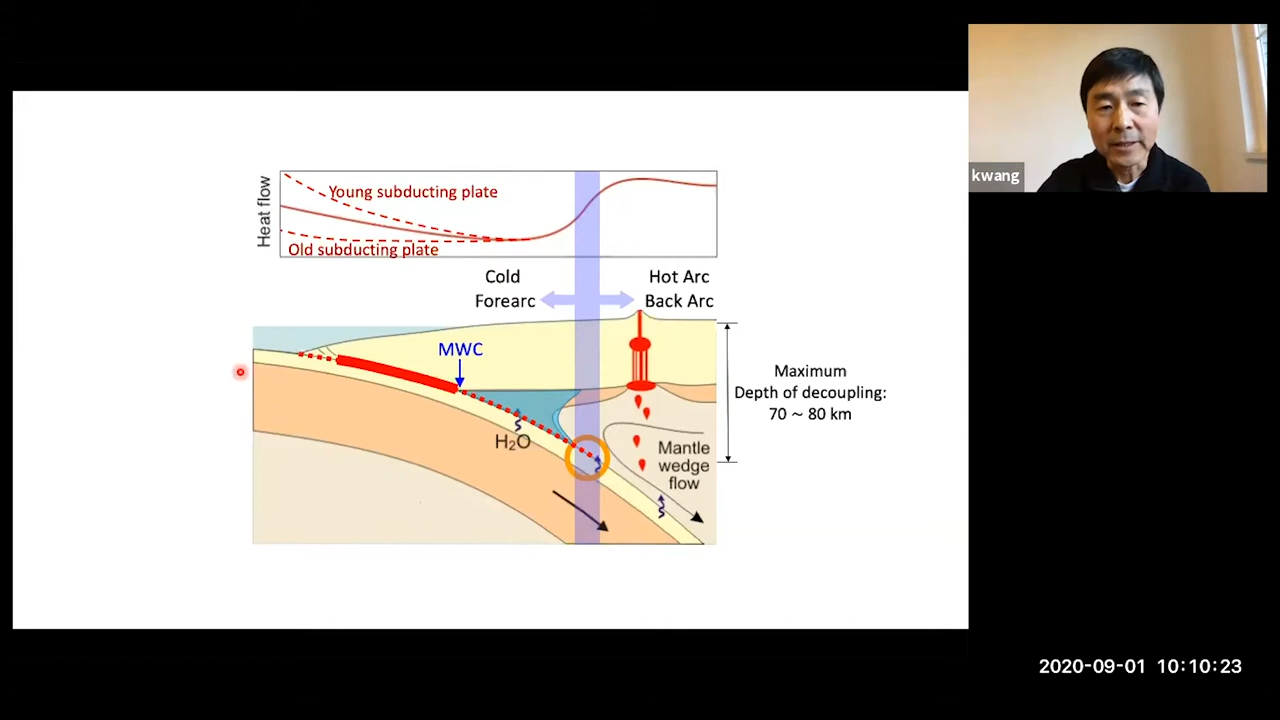 kwang
Heat flow
Young subducting plate
Old subducting plate
Cold
Forearc
Hot Arc
Back Arc
MWC
H₂O
Mantle
wedge
flow
Maximum
Depth of decoupling:
70 ~ 80 km
2020-09-01 10:10:23